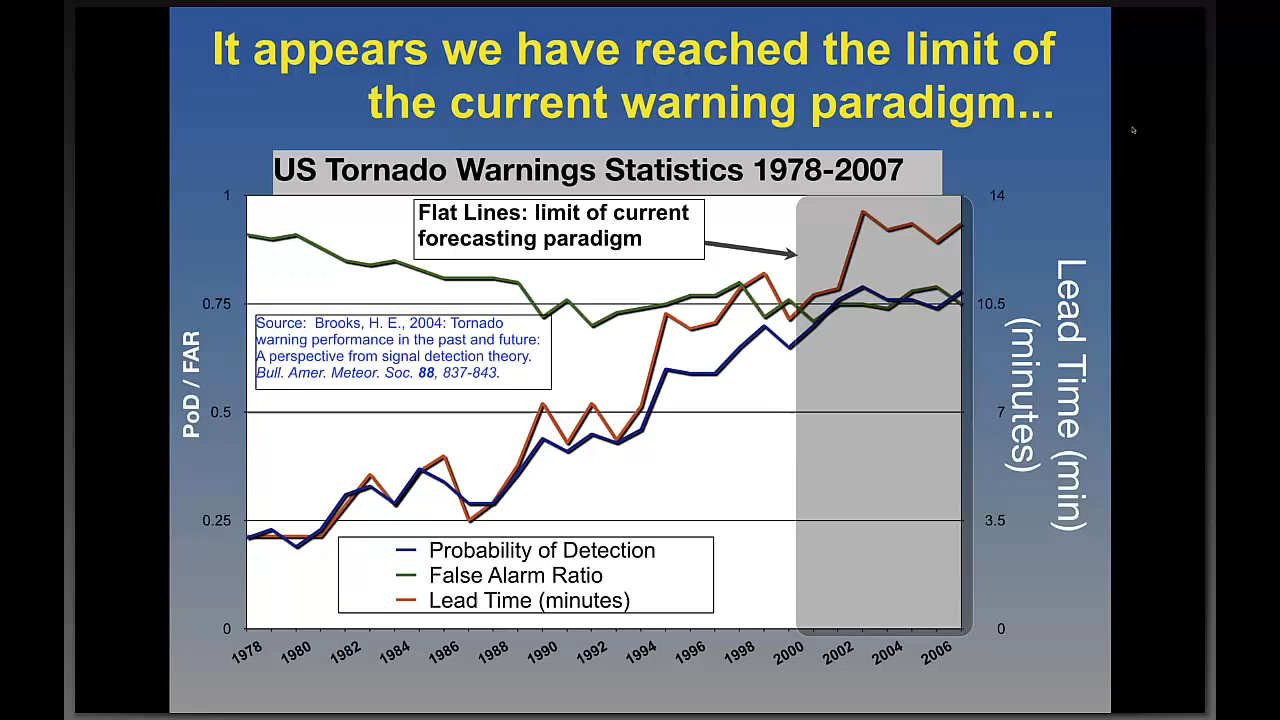 It appears we have reached the limit of
the current warning paradigm...
US Tornado Warnings Statistics 1978-2007
1
14
Flat Lines: limit of current
forecasting paradigm
0.75
10.5
Source: Brooks, H. E., 2004: Tornado
warning performance in the past and future:
A perspective from signal detection theory.
Bull. Amer. Meteor. Soc. 88, 837-843.
PoD / FAR
Lead Time (min)
(minutes)
0.5
7
0.25
3.5
Probability of Detection
False Alarm Ratio
Lead Time (minutes)
0
0
1978
1980
1982
1984
1986
1988
1990
1992
1994
1996
1998
2000
2002
2004
2006